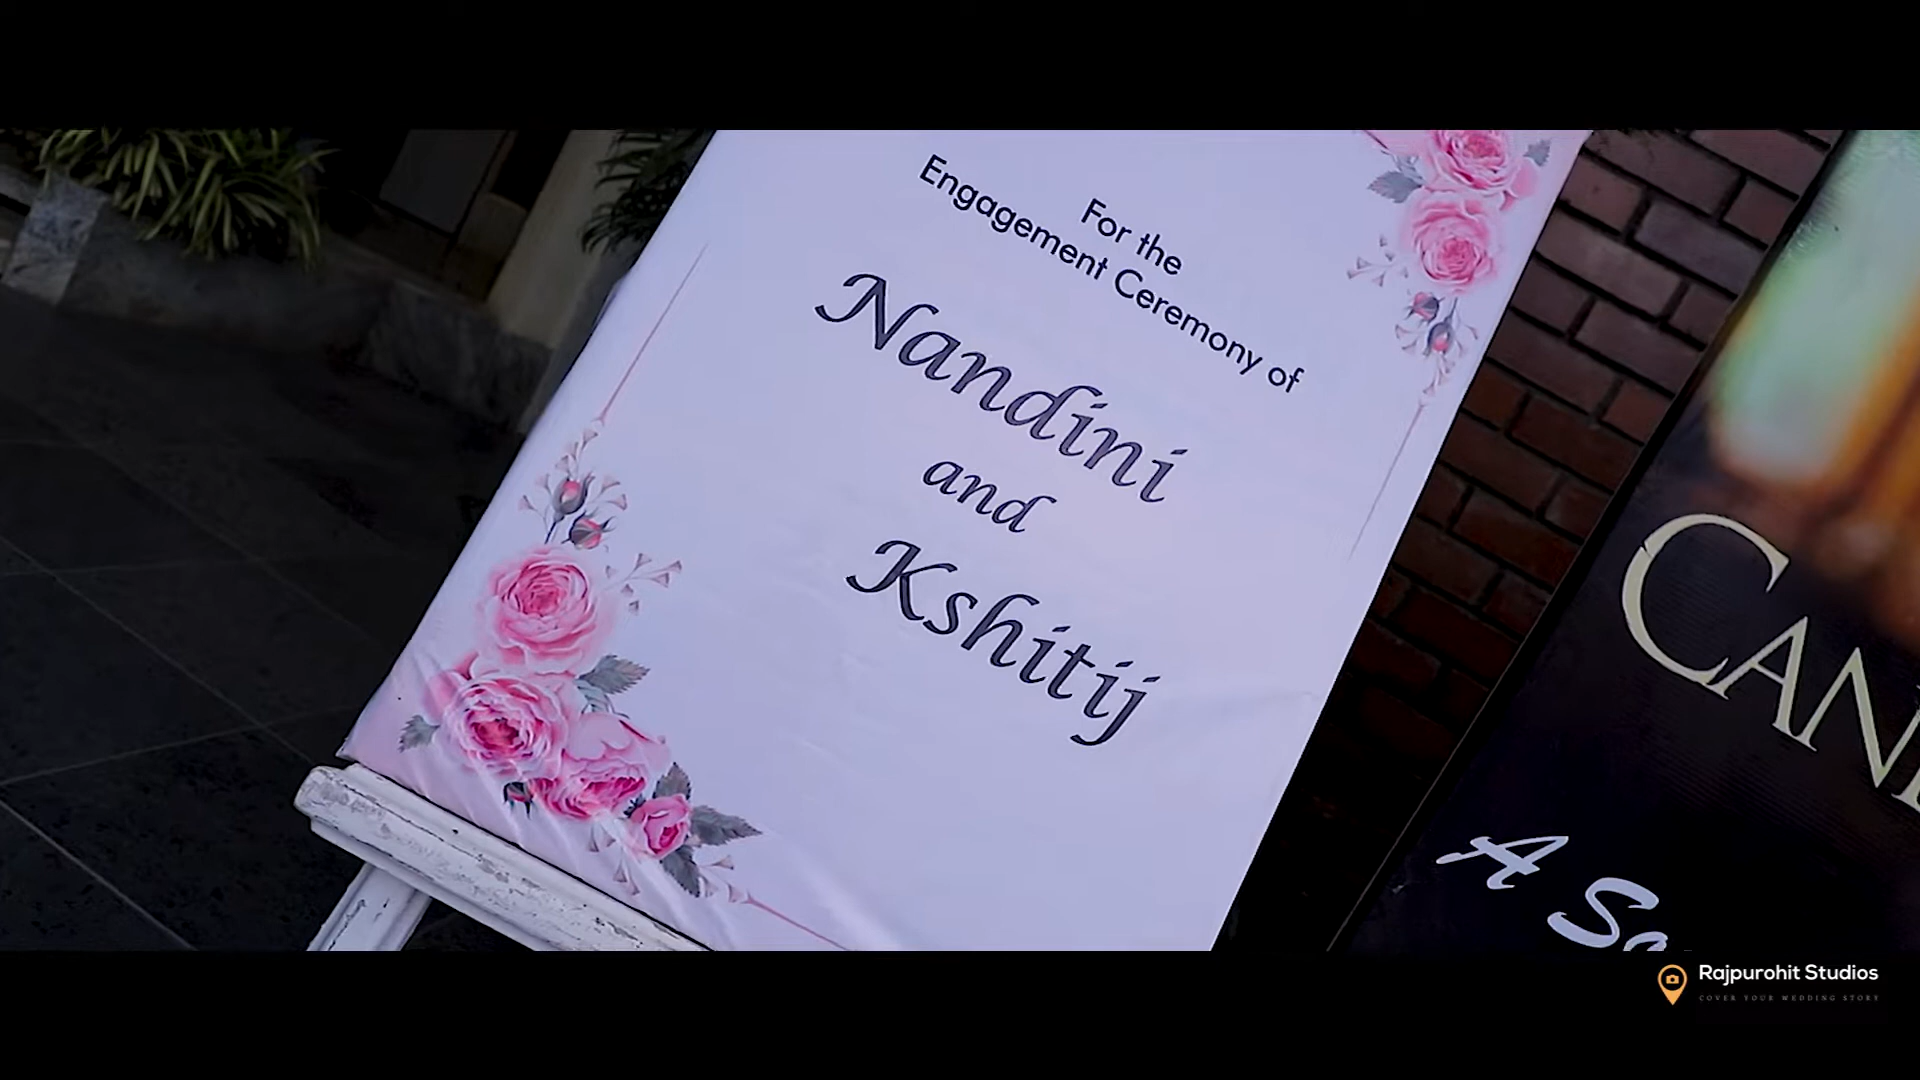 For the
Engagement Ceremony of
Nandini
and
Kshitij
A
Rajpurohit Studios
COVER YOUR WEDDING STORY